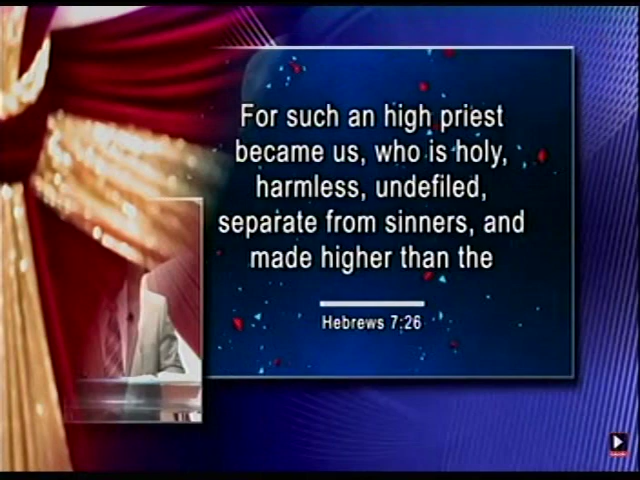 For such an high priest
became us, who is holy,
harmless, undefiled,
separate from sinners, and
made higher than the
Hebrews 7:26